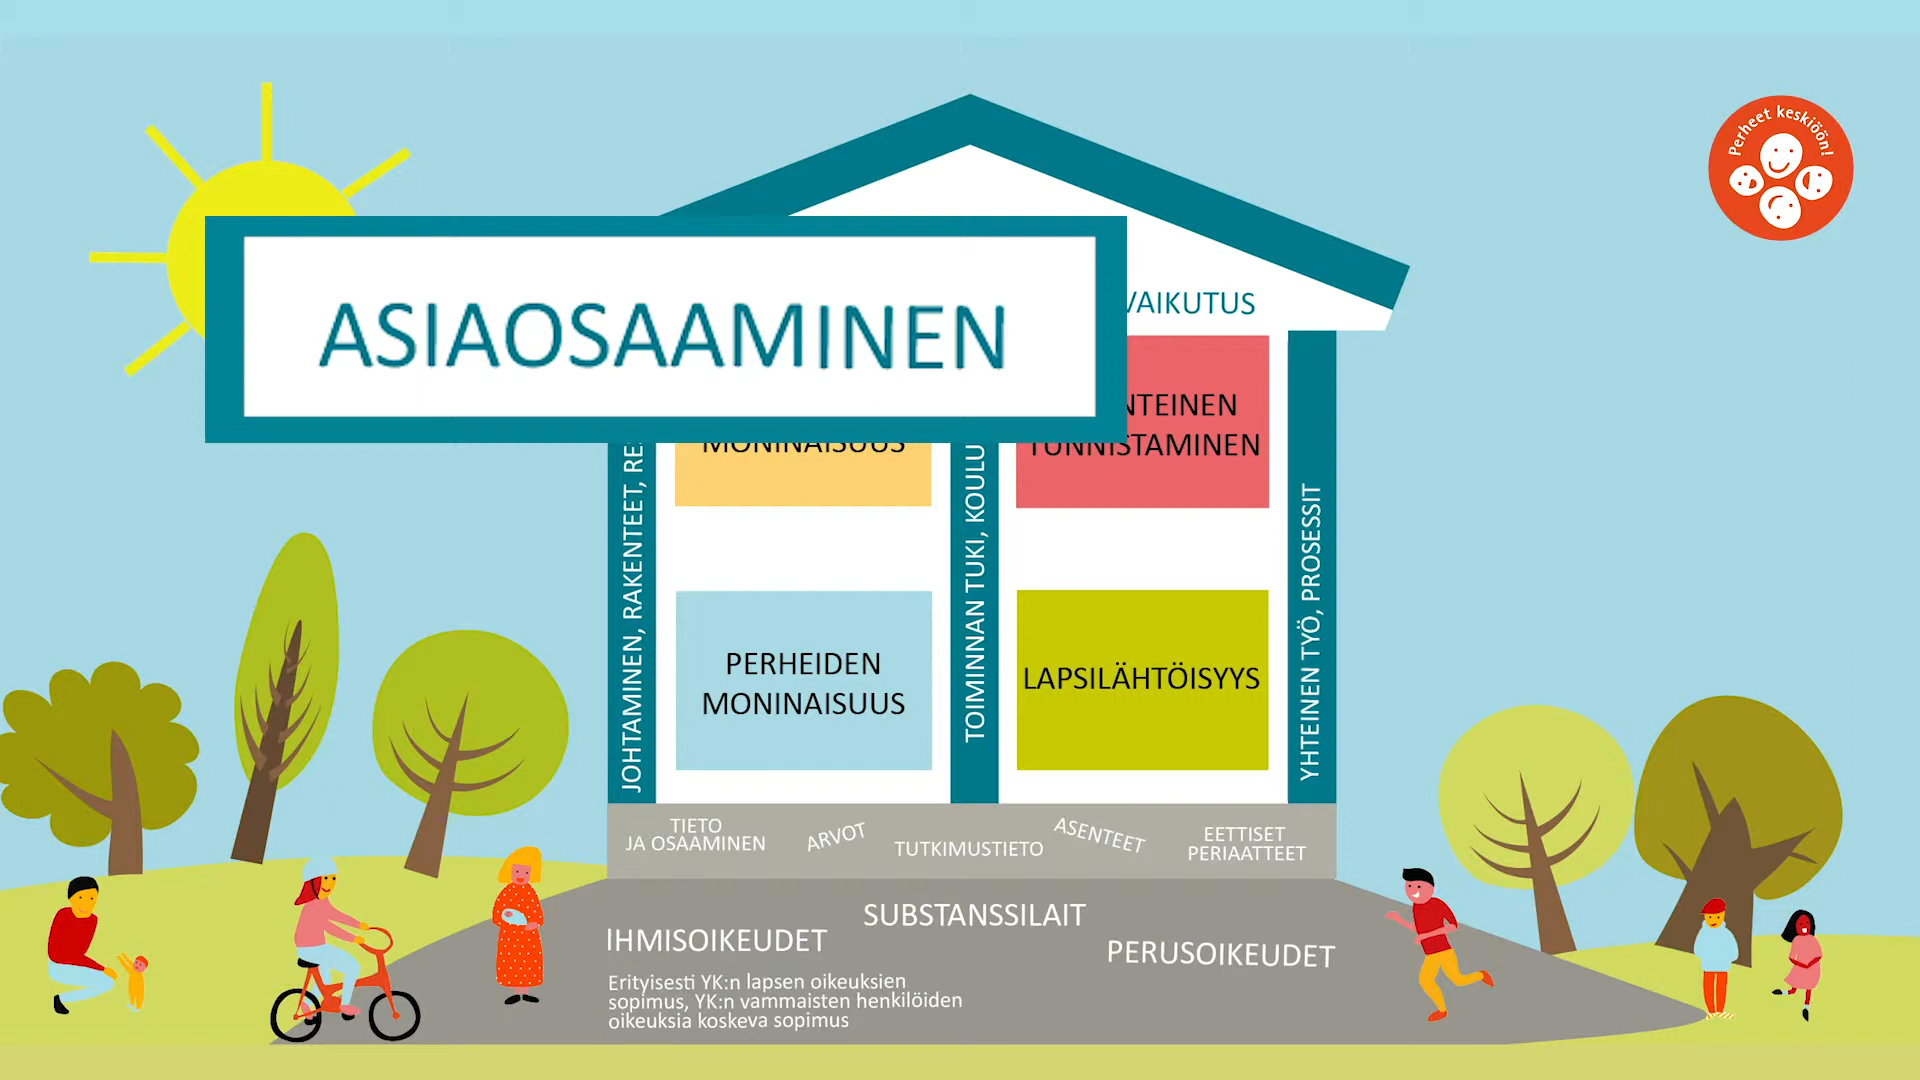 Perheet keskiöön!
ASIAOSAAMINEN
VAIKUTUS
MONINAISUUS
NTEINEN
TUNNISTAMINEN
JOHTAMINEN, RAKENTEET, RE
TOIMINNAN TUKI, KOULU
YHTEINEN TYÖ, PROSESSIT
PERHEIDEN
MONINAISUUS
LAPSILÄHTÖISYYS
TIETO
JA OSAAMINEN
ARVOT
TUTKIMUSTIETO
ASENTEET
EETTISET
PERIAATTEET
SUBSTANSSILAIT
IHMISOIKEUDET
PERUSOIKEUDET
Erityisesti YK:n lapsen oikeuksien
sopimus, YK:n vammaisten henkilöiden
oikeuksia koskeva sopimus